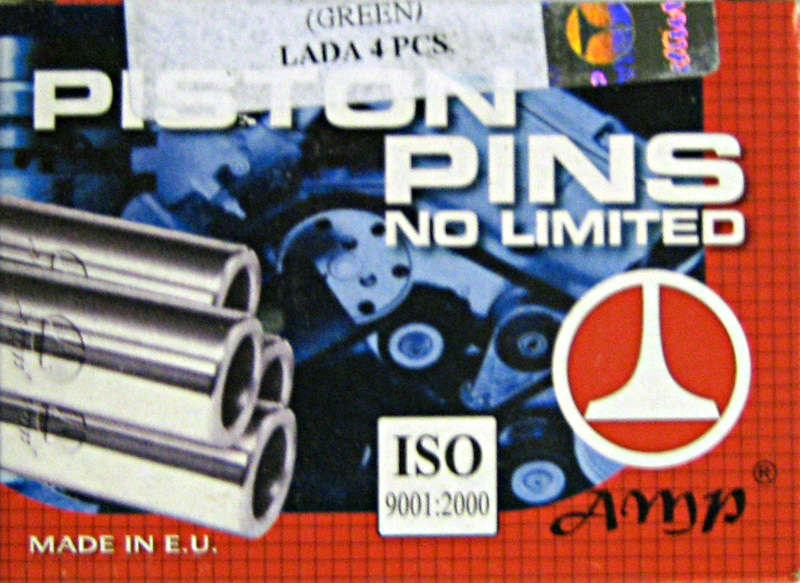 (GREEN)
LADA 4 PCS.
PISTON
PINS
NO LIMITED
ISO
9001:2000
AMP ®
MADE IN E.U.